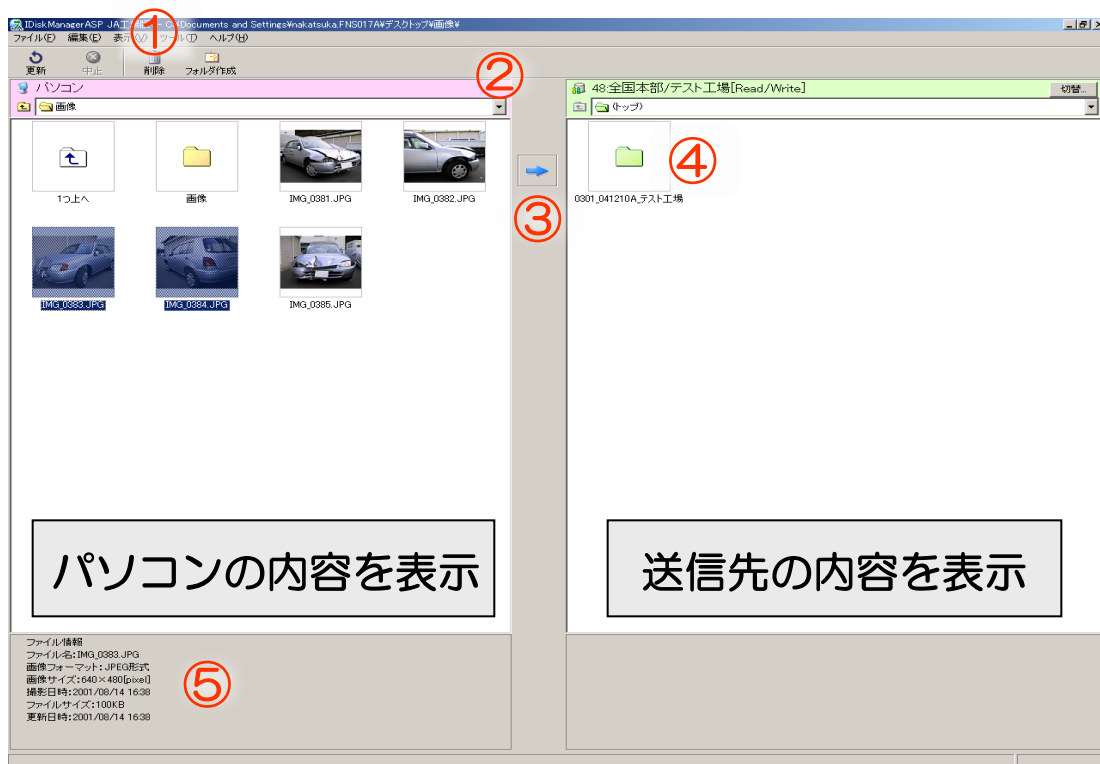 IDiskManagerASP JA工 C:¥Documents and Settings¥nakatsuka.FNS017A¥デスクトップ¥画像¥
①
ファイル(F) 編集(E) 表示(V) ツール(T) ヘルプ(H)
更新 中止 削除 フォルダ作成
②
パソコン
画像
48:全国本部/テスト工場[Read/Write] 切替...
(トップ)
1つ上へ 画像 IMG_0381.JPG IMG_0382.JPG
③
④
0301_041210A_テスト工場
IMG_0383.JPG IMG_0384.JPG IMG_0385.JPG
パソコンの内容を表示
送信先の内容を表示
ファイル情報
ファイル名:IMG_0383.JPG
画像フォーマット:JPEG形式
画像サイズ:640×480[pixel]
撮影日時:2001/08/14 16:38
ファイルサイズ:100KB
更新日時:2001/08/14 16:38
⑤